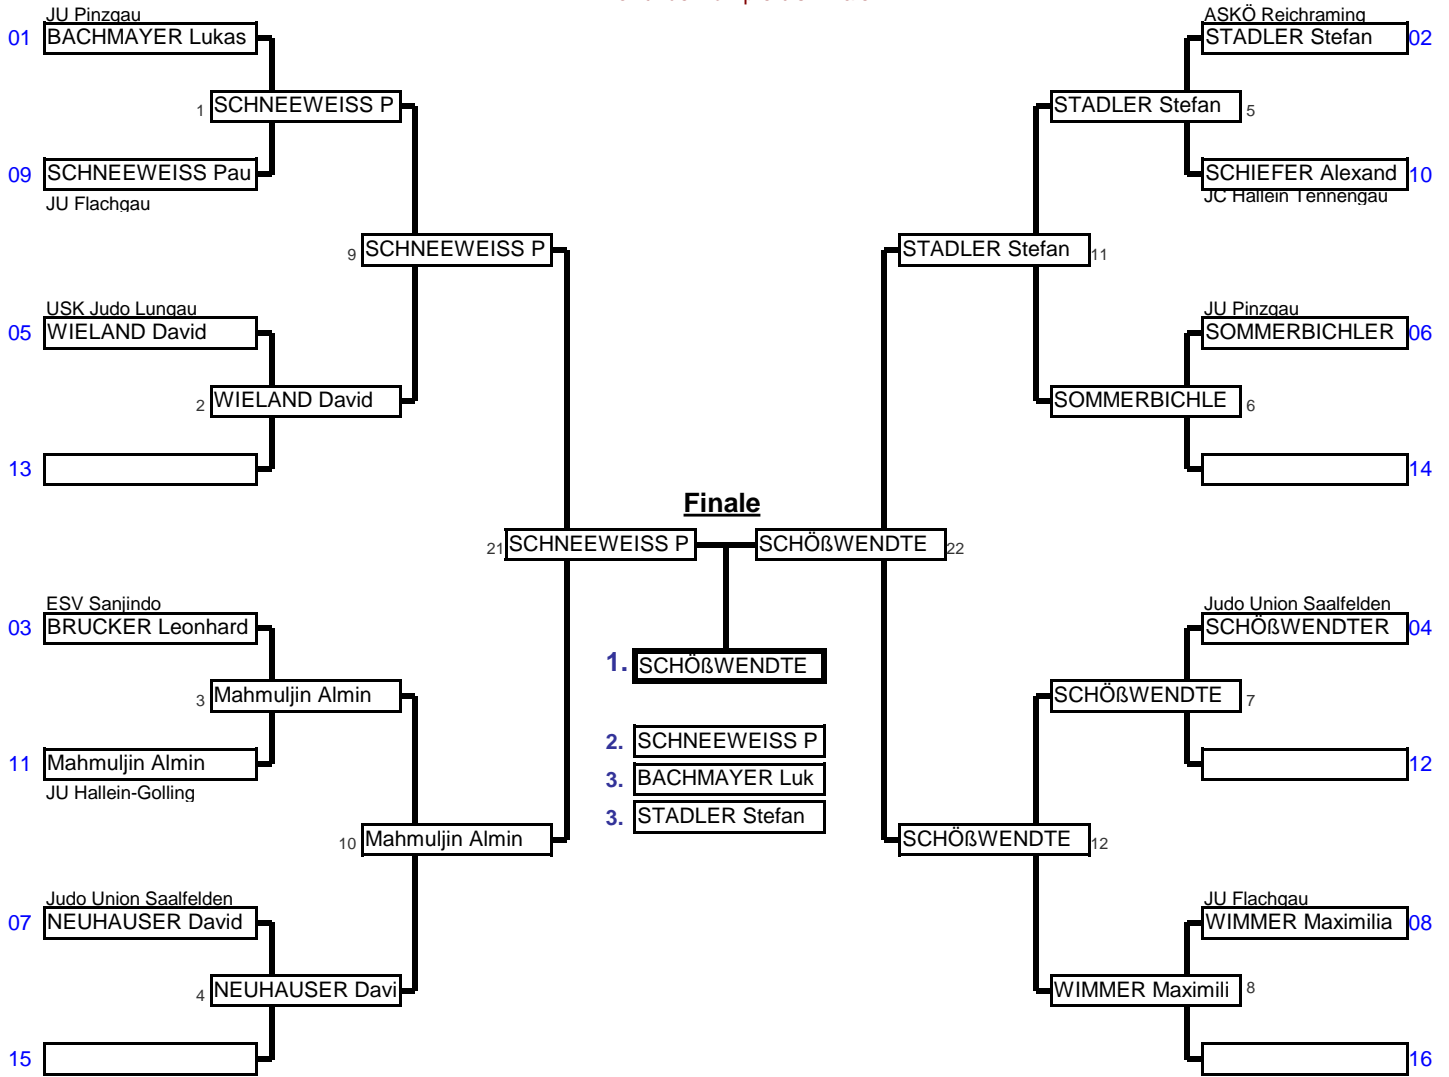 JU Pinzgau
01 BACHMAYER Lukas
1 SCHNEEWEISS P
09 SCHNEEWEISS Pau
JU Flachgau
9 SCHNEEWEISS P
USK Judo Lungau
05 WIELAND David
2 WIELAND David
13
21 SCHNEEWEISS P
ESV Sanjindo
03 BRUCKER Leonhard
3 Mahmuljin Almin
11 Mahmuljin Almin
JU Hallein-Golling
10 Mahmuljin Almin
Judo Union Saalfelden
07 NEUHAUSER David
4 NEUHAUSER Davi
15
Finale
1. SCHÖßWENDTE
2. SCHNEEWEISS P
3. BACHMAYER Luk
3. STADLER Stefan
ASKÖ Reichraming
STADLER Stefan 02
STADLER Stefan 5
SCHIEFER Alexand 10
JC Hallein Tennengau
STADLER Stefan 11
JU Pinzgau
SOMMERBICHLER 06
SOMMERBICHLE 6
14
SCHÖßWENDTE 22
Judo Union Saalfelden
SCHÖßWENDTER 04
SCHÖßWENDTE 7
12
SCHÖßWENDTE 12
JU Flachgau
WIMMER Maximilia 08
WIMMER Maximili 8
16